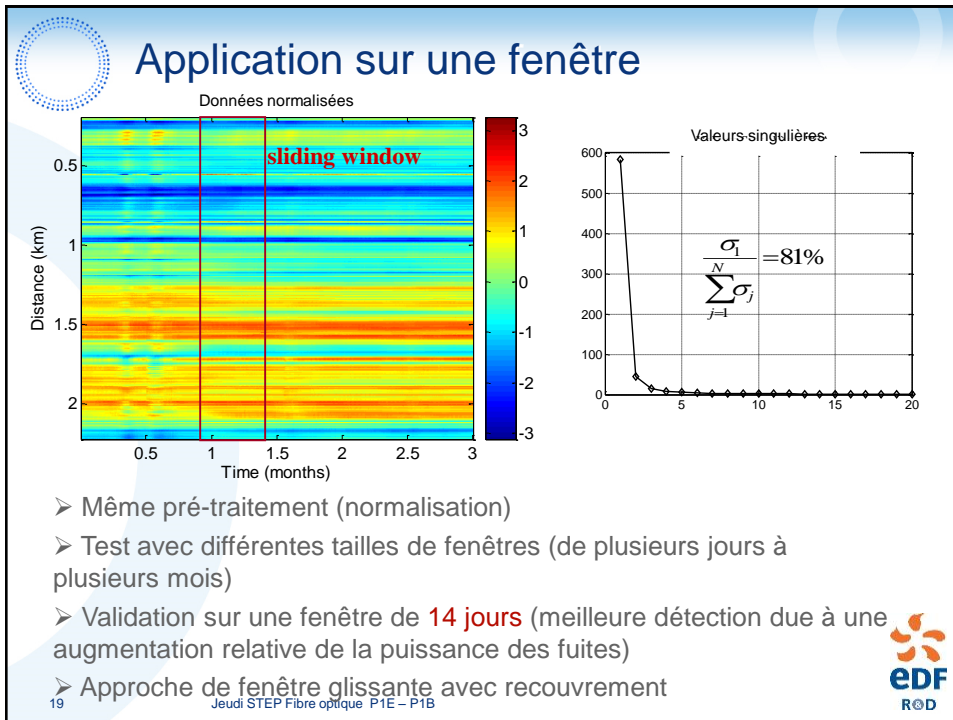 Application sur une fenêtre
Données normalisées
sliding window
Distance (km)
0.5
1
1.5
2
0.5
1
1.5
2
2.5
3
Time (months)
3
2
1
0
-1
-2
-3
Valeurs singulières
600
500
400
300
200
100
0
0
5
10
15
20
σ1 / N ∑ j=1 σj =81%
➢ Même pré-traitement (normalisation)
➢ Test avec différentes tailles de fenêtres (de plusieurs jours à
plusieurs mois)
➢ Validation sur une fenêtre de 14 jours (meilleure détection due à une
augmentation relative de la puissance des fuites)
➢ Approche de fenêtre glissante avec recouvrement
19
Jeudi STEP Fibre optique P1E – P1B
eDF
R&D